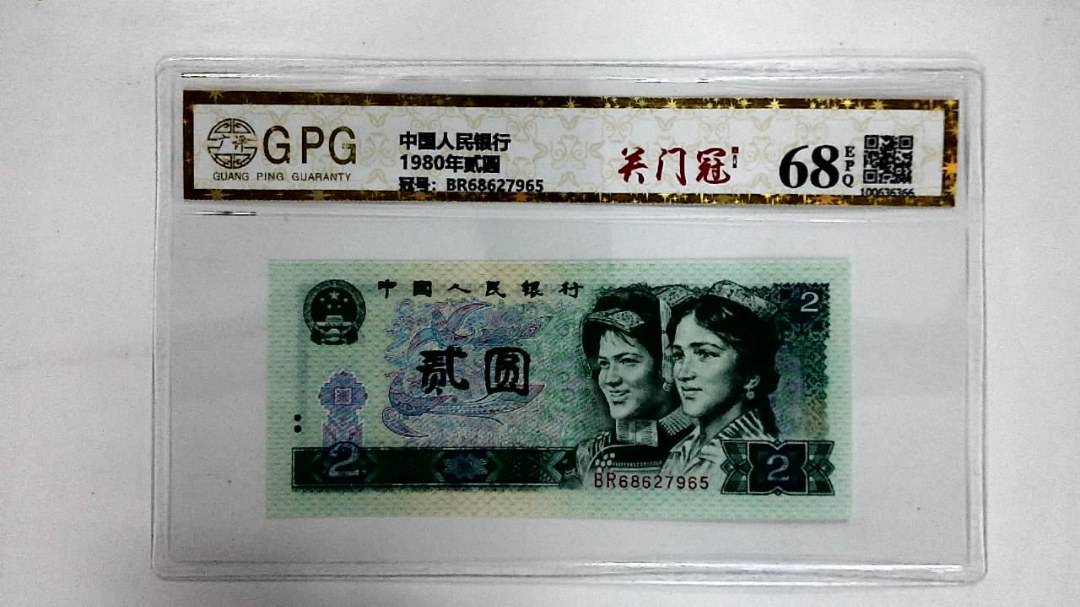 广评
GPG
GUANG PING GUARANTY
中国人民银行
1980年贰圆
冠号: BR68627965
关门冠
68
EPQ
100636366
中国人民银行
2
贰圆
2
BR68627965
2